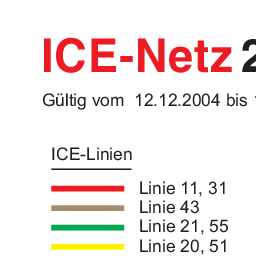 ICE-Netz 2
Gültig vom 12.12.2004 bis
ICE-Linien
Linie 11, 31
Linie 43
Linie 21, 55
Linie 20, 51